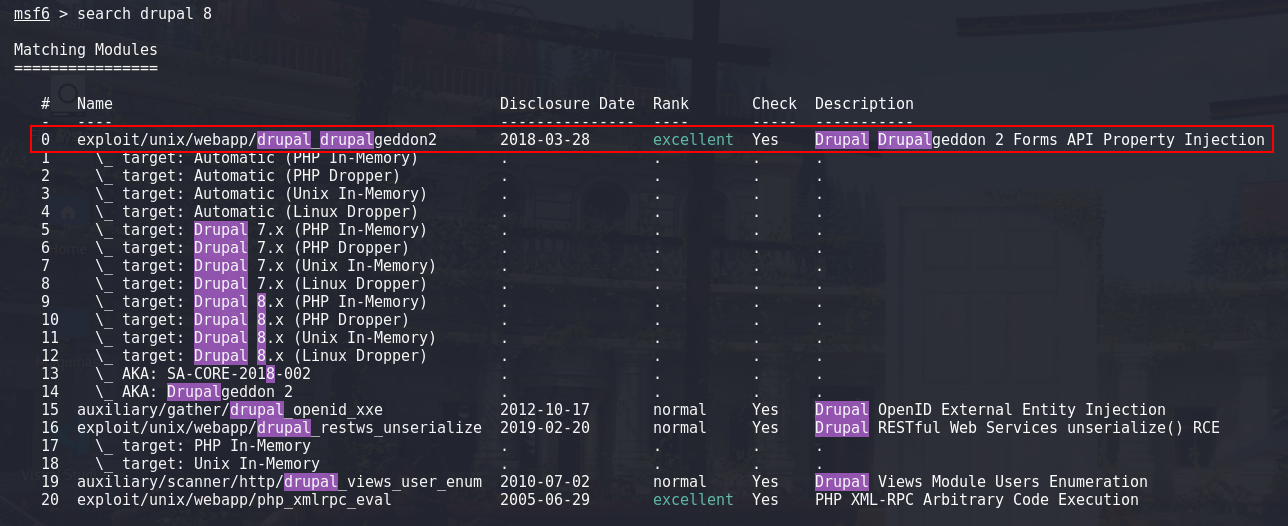 msf6 > search drupal 8
Matching Modules
================
#   Name   Disclosure Date   Rank   Check   Description
-   ----   ---------------   ----   -----   -----------
0   exploit/unix/webapp/drupal_drupalgeddon2   2018-03-28   excellent   Yes   Drupal Drupalgeddon 2 Forms API Property Injection
1   \_ target: Automatic (PHP In-Memory)   .   .   .   .
2   \_ target: Automatic (PHP Dropper)   .   .   .   .
3   \_ target: Automatic (Unix In-Memory)   .   .   .   .
4   \_ target: Automatic (Linux Dropper)   .   .   .   .
5   \_ target: Drupal 7.x (PHP In-Memory)   .   .   .   .
6   \_ target: Drupal 7.x (PHP Dropper)   .   .   .   .
7   \_ target: Drupal 7.x (Unix In-Memory)   .   .   .   .
8   \_ target: Drupal 7.x (Linux Dropper)   .   .   .   .
9   \_ target: Drupal 8.x (PHP In-Memory)   .   .   .   .
10   \_ target: Drupal 8.x (PHP Dropper)   .   .   .   .
11   \_ target: Drupal 8.x (Unix In-Memory)   .   .   .   .
12   \_ target: Drupal 8.x (Linux Dropper)   .   .   .   .
13   \_ AKA: SA-CORE-2018-002   .   .   .   .
14   \_ AKA: Drupalgeddon 2   .   .   .   .
15   auxiliary/gather/drupal_openid_xxe   2012-10-17   normal   Yes   Drupal OpenID External Entity Injection
16   exploit/unix/webapp/drupal_restws_unserialize   2019-02-20   normal   Yes   Drupal RESTful Web Services unserialize() RCE
17   \_ target: PHP In-Memory   .   .   .   .
18   \_ target: Unix In-Memory   .   .   .   .
19   auxiliary/scanner/http/drupal_views_user_enum   2010-07-02   normal   Yes   Drupal Views Module Users Enumeration
20   exploit/unix/webapp/php_xmlrpc_eval   2005-06-29   excellent   Yes   PHP XML-RPC Arbitrary Code Execution